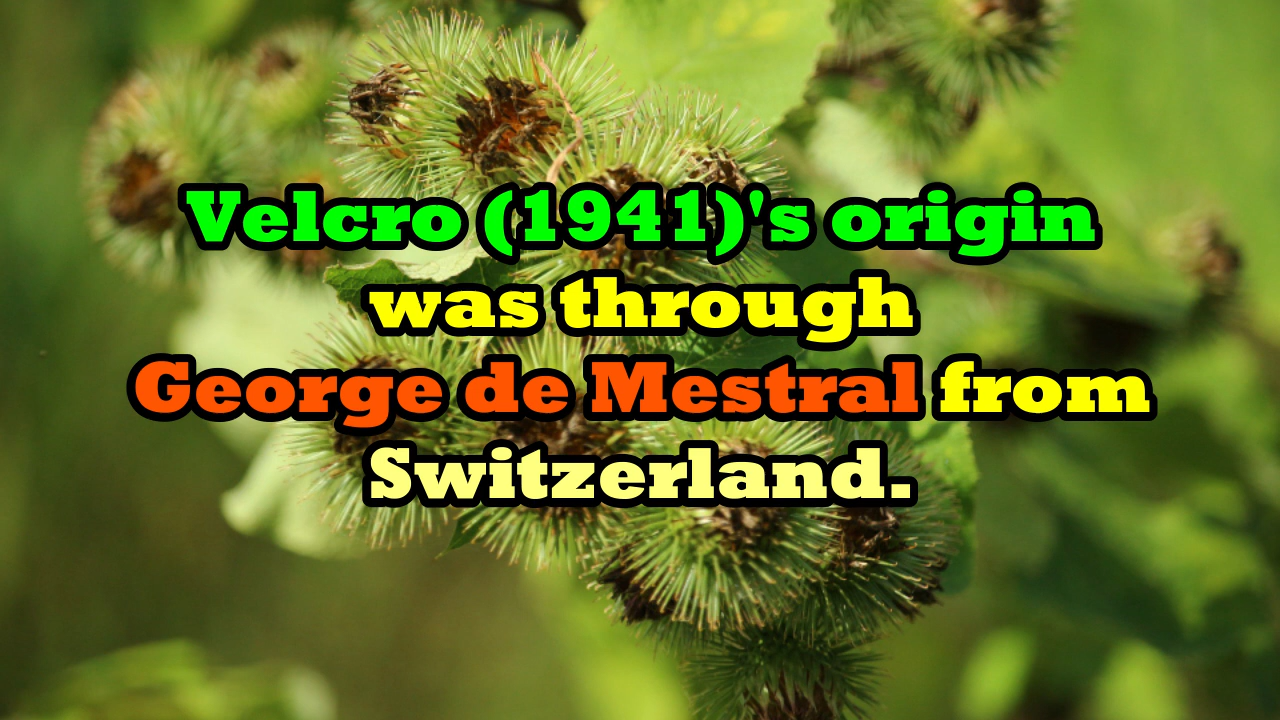 Velcro (1941)'s origin
was through
George de Mestral from
Switzerland.